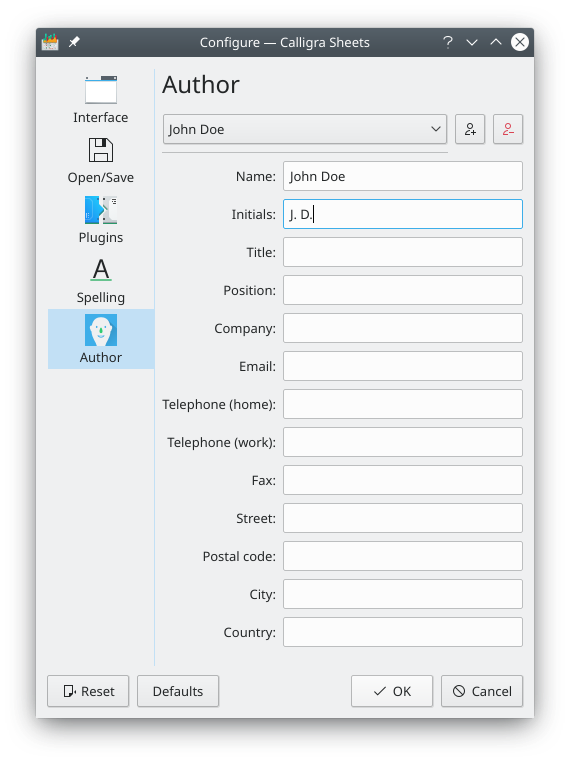 Configure — Calligra Sheets
Interface
Open/Save
Plugins
Spelling
Author
Author
John Doe
Name: John Doe
Initials: J. D.
Title:
Position:
Company:
Email:
Telephone (home):
Telephone (work):
Fax:
Street:
Postal code:
City:
Country:
Reset Defaults OK Cancel